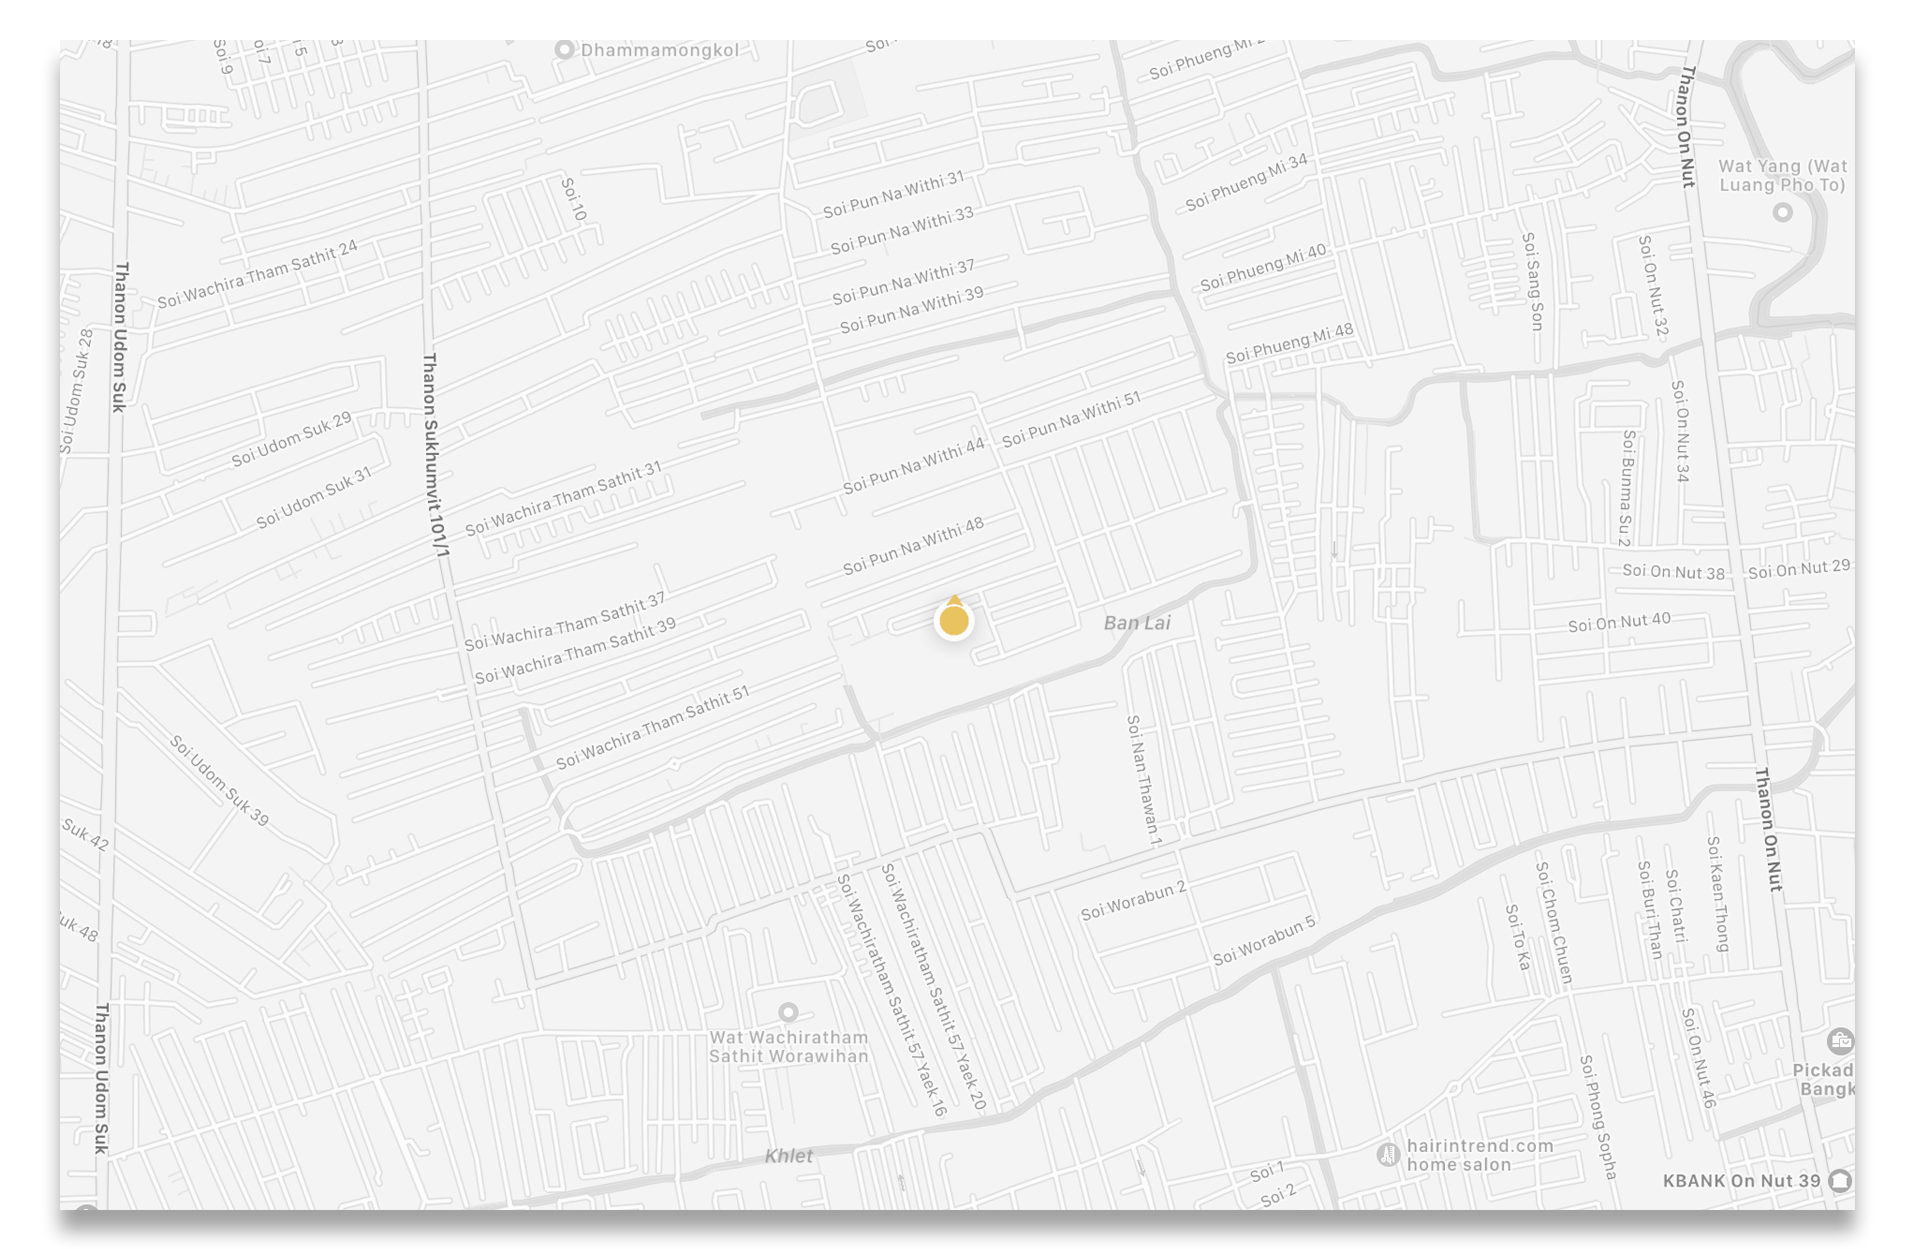 Soi 9
Soi 7
Dhammamongkol
Soi Phueng Mi 2
Thanon On Nut
Wat Yang (Wat
Luang Pho To)
Soi 10
Soi Pun Na Withi 31
Soi Phueng Mi 34
Soi Pun Na Withi 33
Soi Wachira Tham Sathit 24
Soi Pun Na Withi 37
Soi Phueng Mi 40
Soi Sang Son
Soi On Nut 32
Soi Pun Na Withi 39
Thanon Udom Suk
Soi Udom Suk 28
Soi Phueng Mi 48
Thanon Sukhumvit 101/1
Soi Udom Suk 29
Soi Pun Na Withi 51
Soi On Nut 34
Soi Pun Na Withi 44
Soi Bunma Su 2
Soi Udom Suk 31
Soi Wachira Tham Sathit 31
Soi Pun Na Withi 48
Soi On Nut 38
Soi On Nut 29
Soi Wachira Tham Sathit 37
Soi Wachira Tham Sathit 39
Ban Lai
Soi On Nut 40
Soi Wachira Tham Sathit 51
Soi Nan Thawan 1
Soi Udom Suk 39
Thanon On Nut
Suk 42
Soi Wachiratham Sathit 57 Yaek 16
Soi Wachiratham Sathit 57 Yaek 20
Soi Worabun 2
Soi Worabun 5
Soi To Ka
Soi Chom Chuen
Soi Buri Than
Soi Chatri
Soi Kaen Thong
Suk 48
Wat Wachiratham
Sathit Worawihan
Thanon Udom Suk
Soi On Nut 46
Soi Phong Sopha
Pickad
Bangk
Khlet
hairintrend.com
home salon
Soi 1
Soi 2
KBANK On Nut 39